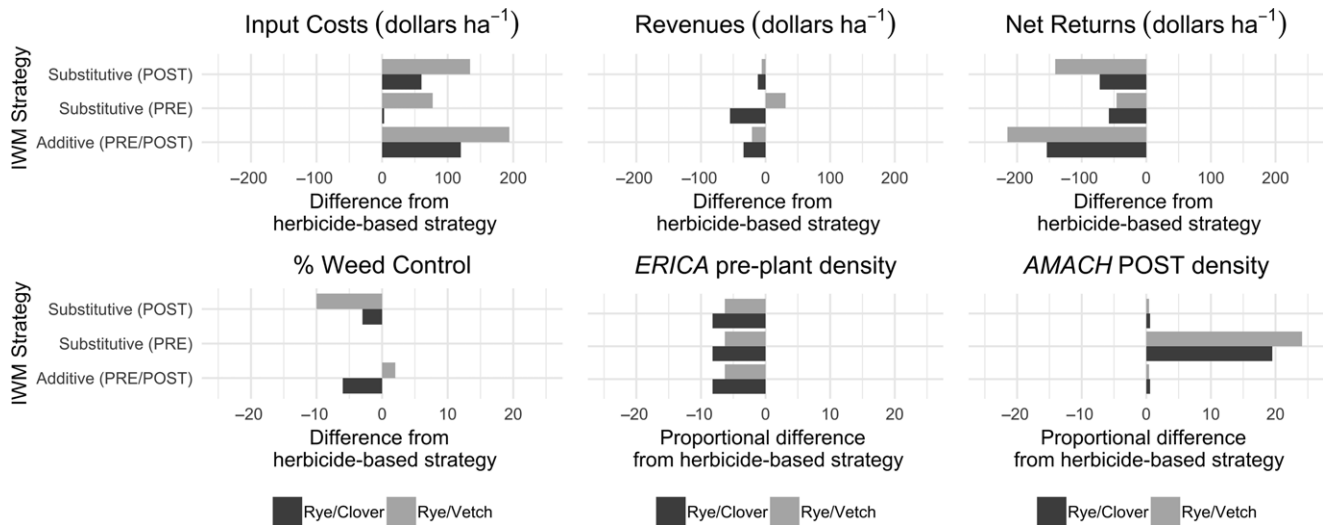 Input Costs (dollars ha⁻¹)
Revenues (dollars ha⁻¹)
Net Returns (dollars ha⁻¹)
IWM Strategy
Substitutive (POST)
Substitutive (PRE)
Additive (PRE/POST)
−200 −100 0 100 200
−200 −100 0 100 200
−200 −100 0 100 200
Difference from
herbicide-based strategy
Difference from
herbicide-based strategy
Difference from
herbicide-based strategy
% Weed Control
ERICA pre-plant density
AMACH POST density
IWM Strategy
Substitutive (POST)
Substitutive (PRE)
Additive (PRE/POST)
−20 −10 0 10 20
−20 −10 0 10 20
−20 −10 0 10 20
Difference from
herbicide-based strategy
Proportional difference
from herbicide-based strategy
Proportional difference
from herbicide-based strategy
Rye/Clover Rye/Vetch
Rye/Clover Rye/Vetch
Rye/Clover Rye/Vetch